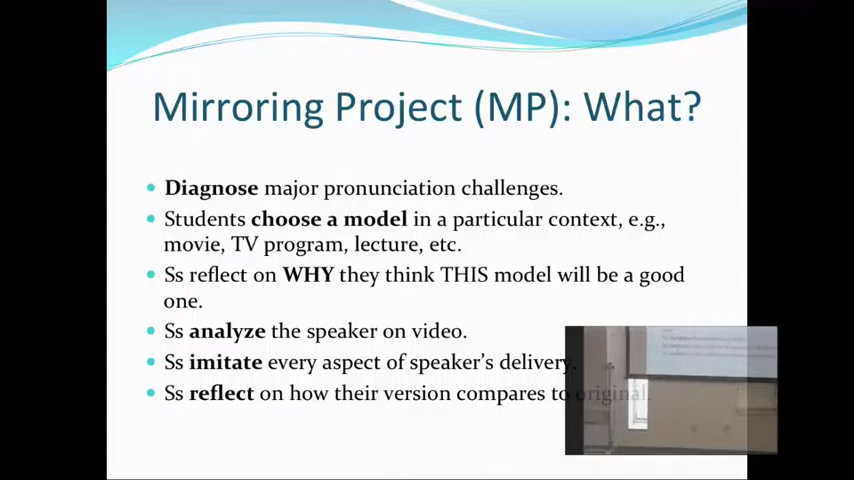 Mirroring Project (MP): What?
• Diagnose major pronunciation challenges.
• Students choose a model in a particular context, e.g.,
movie, TV program, lecture, etc.
• Ss reflect on WHY they think THIS model will be a good
one.
• Ss analyze the speaker on video.
• Ss imitate every aspect of speaker's delivery.
• Ss reflect on how their version compares to original.